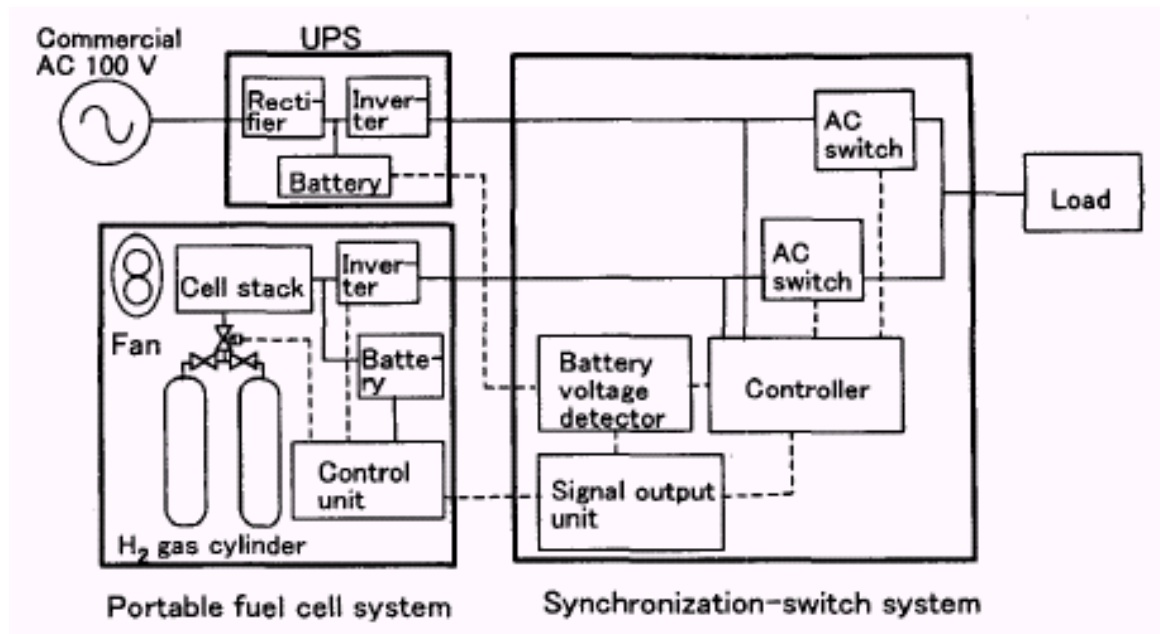 Commercial
AC 100 V
UPS
Recti-
fier
Inver-
ter
Battery
AC
switch
Load
Cell stack
Inver-
ter
AC
switch
Fan
Batte-
ry
Battery
voltage
detector
Controller
Control
unit
Signal output
unit
H₂ gas cylinder
Portable fuel cell system
Synchronization-switch system